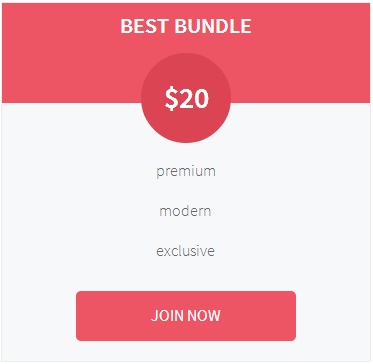 BEST BUNDLE
$20
premium
modern
exclusive
JOIN NOW